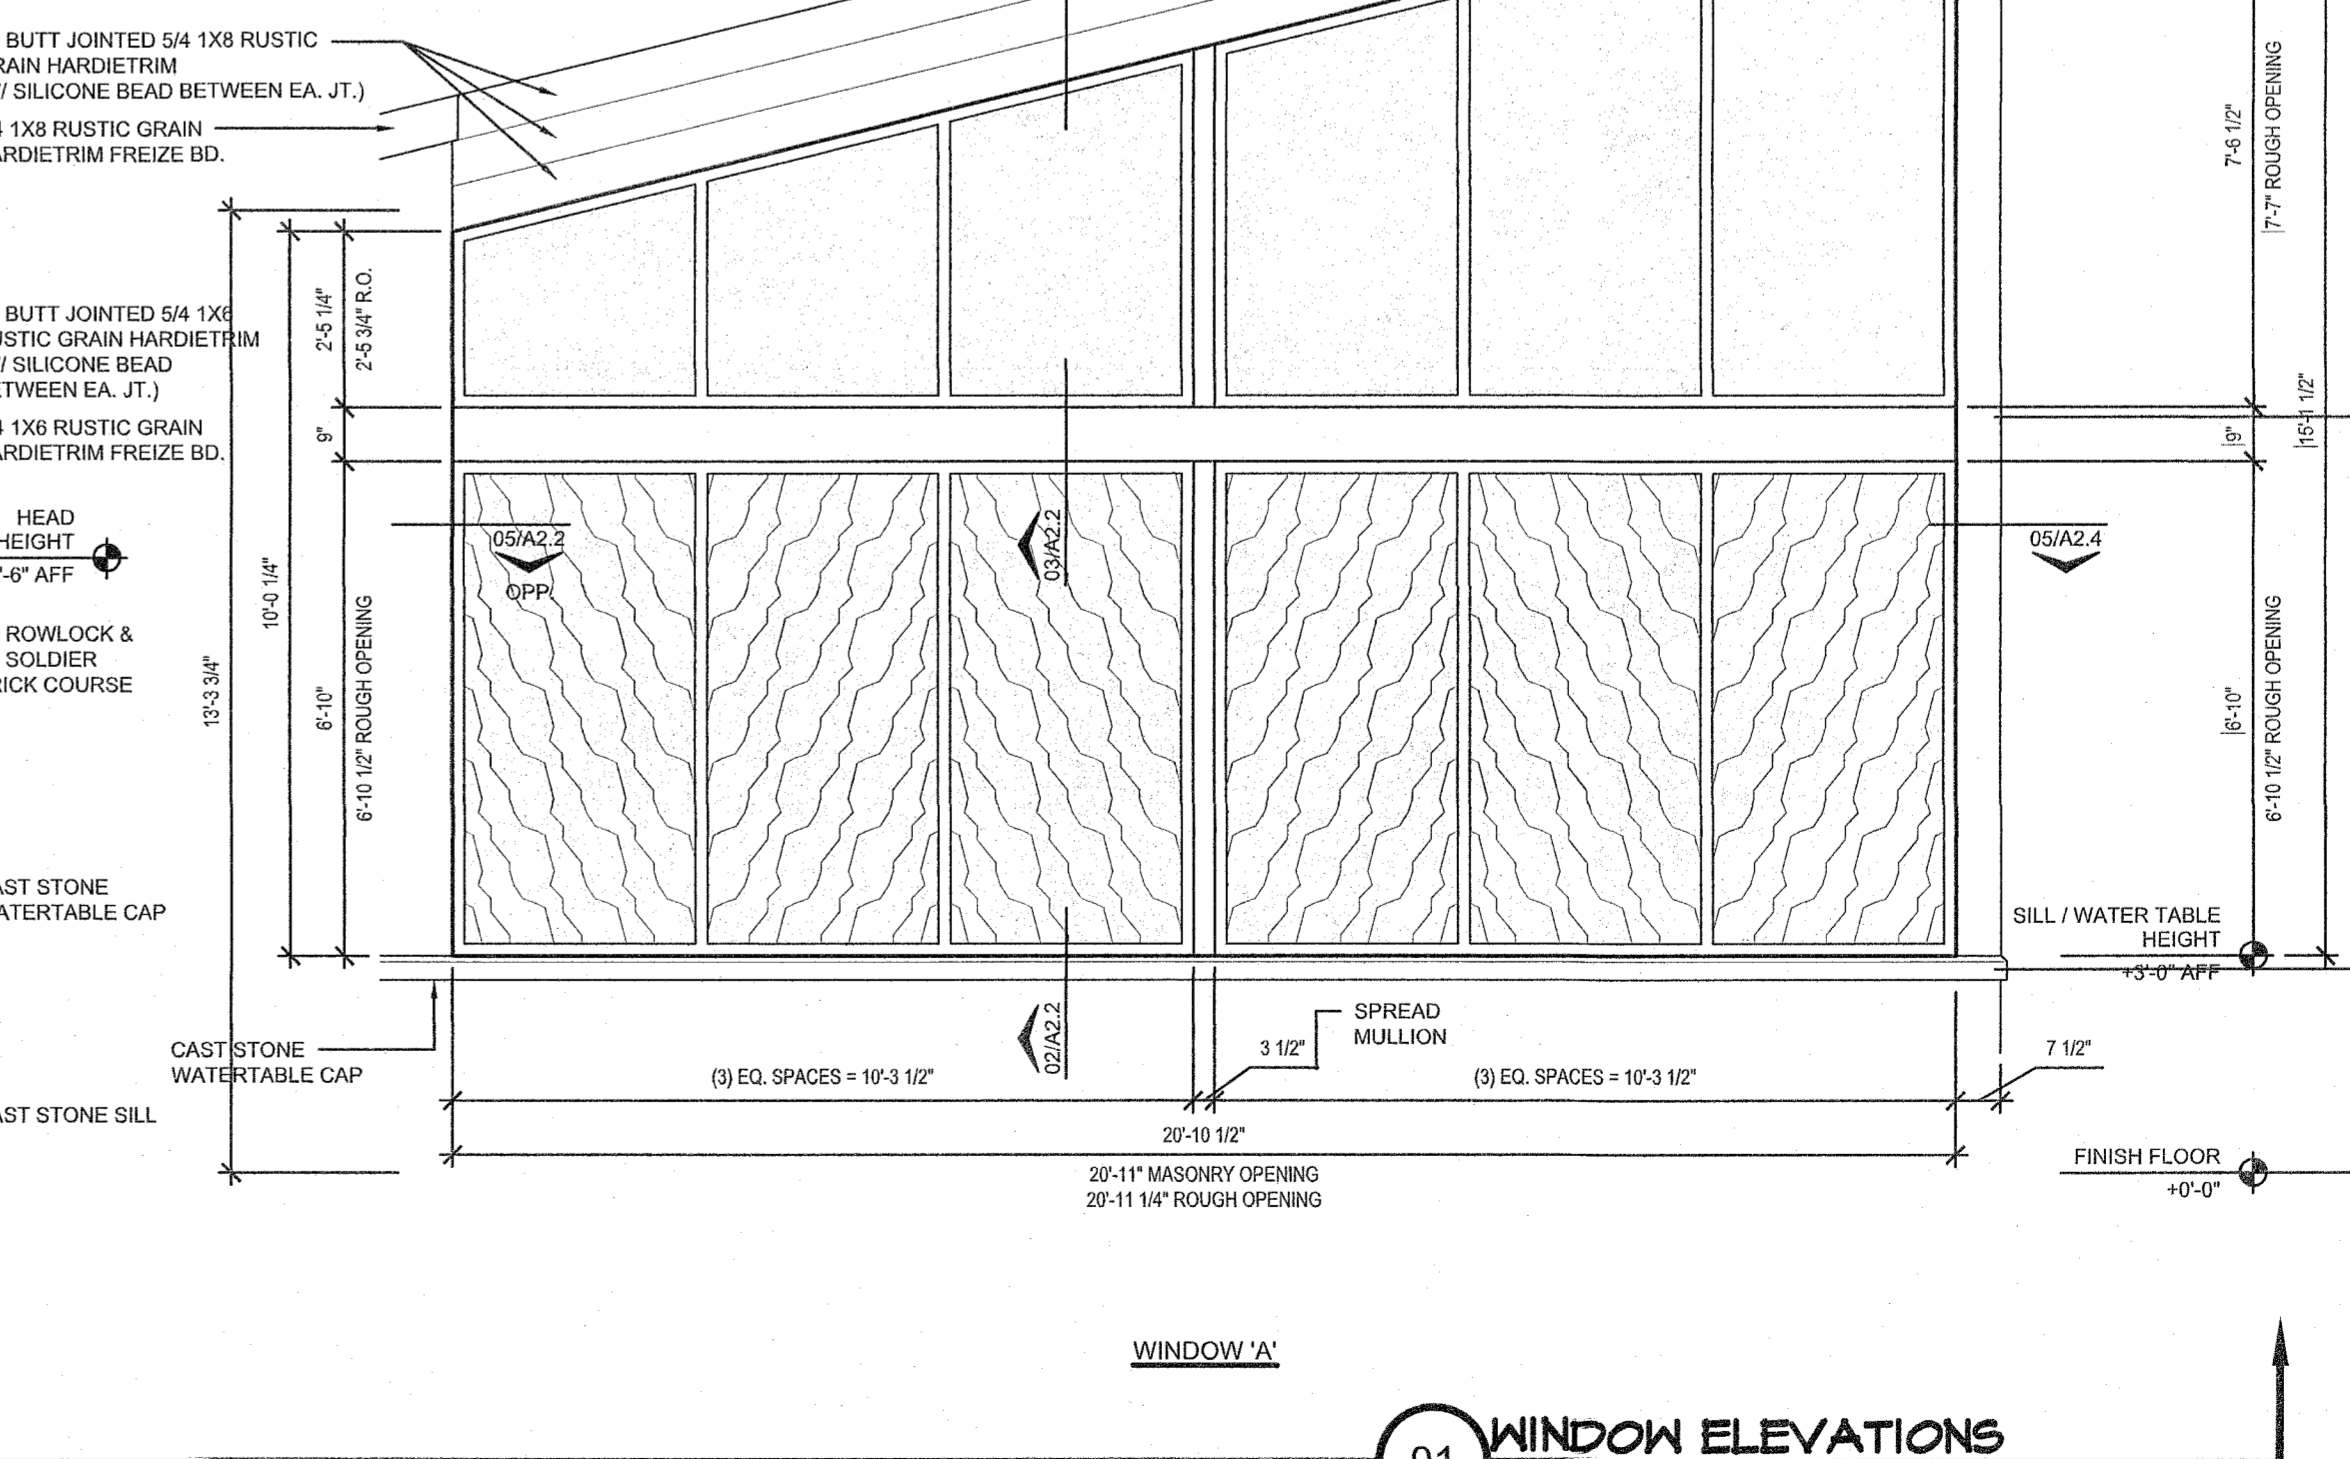 BUTT JOINTED 5/4 1X8 RUSTIC
RAIN HARDIETRIM
/ SILICONE BEAD BETWEEN EA. JT.)
1X8 RUSTIC GRAIN
ARDIETRIM FREIZE BD.
BUTT JOINTED 5/4 1X6
USTIC GRAIN HARDIETRIM
/ SILICONE BEAD
ETWEEN EA. JT.)
1X6 RUSTIC GRAIN
ARDIETRIM FREIZE BD.
HEAD
HEIGHT
'-6" AFF
ROWLOCK &
SOLDIER
RICK COURSE
AST STONE
ATERTABLE CAP
CAST STONE
WATERTABLE CAP
AST STONE SILL
13'-3 3/4"
10'-0 1/4"
2'-5 1/4"
2'-5 3/4" R.O.
9"
6'-10"
6'-10 1/2" ROUGH OPENING
05/A2.2
OPP.
03/A2.2
02/A2.2
05/A2.4
7'-6 1/2"
7'-7" ROUGH OPENING
9"
15'-1 1/2"
6'-10"
6'-10 1/2" ROUGH OPENING
SILL / WATER TABLE
HEIGHT
+3'-0" AFF
SPREAD
MULLION
3 1/2"
7 1/2"
(3) EQ. SPACES = 10'-3 1/2"
(3) EQ. SPACES = 10'-3 1/2"
20'-10 1/2"
20'-11" MASONRY OPENING
20'-11 1/4" ROUGH OPENING
FINISH FLOOR
+0'-0"
WINDOW 'A'
01
WINDOW ELEVATIONS